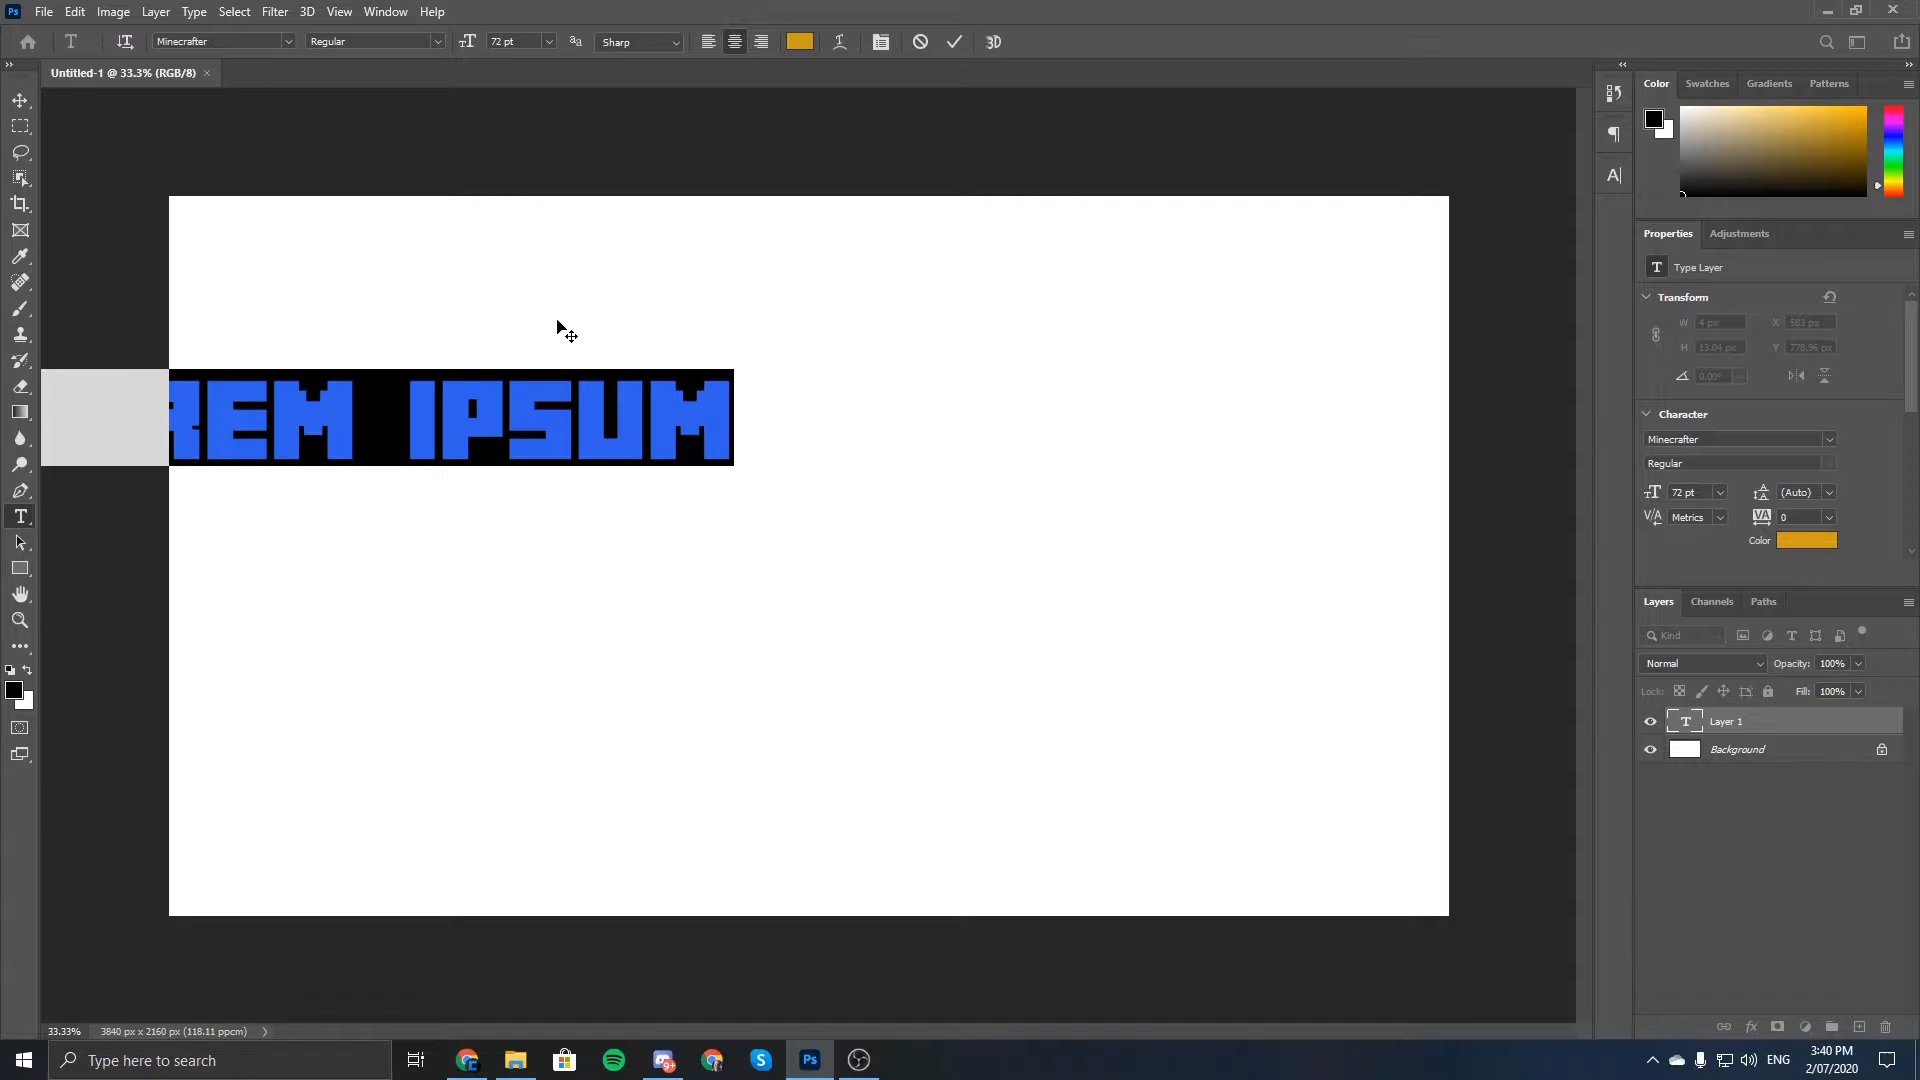 Ps File Edit Image Layer Type Select Filter 3D View Window Help
T Minecrafter Regular 72 pt Sharp 3D
Untitled-1 @ 33.3% (RGB/8) ×
Color Swatches Gradients Patterns
Properties Adjustments
T Type Layer
Transform
W 4 px X 583 px
H 13.04 px Y 778.96 px
0.00°
REM IPSUM
Character
Minecrafter
Regular
72 pt (Auto)
Metrics 0
Color
Layers Channels Paths
Kind
Normal Opacity: 100%
Lock: Fill: 100%
T Layer 1
Background
33.33% 3840 px x 2160 px (118.11 ppcm)
Type here to search
9+
Ps
ENG
3:40 PM
2/07/2020